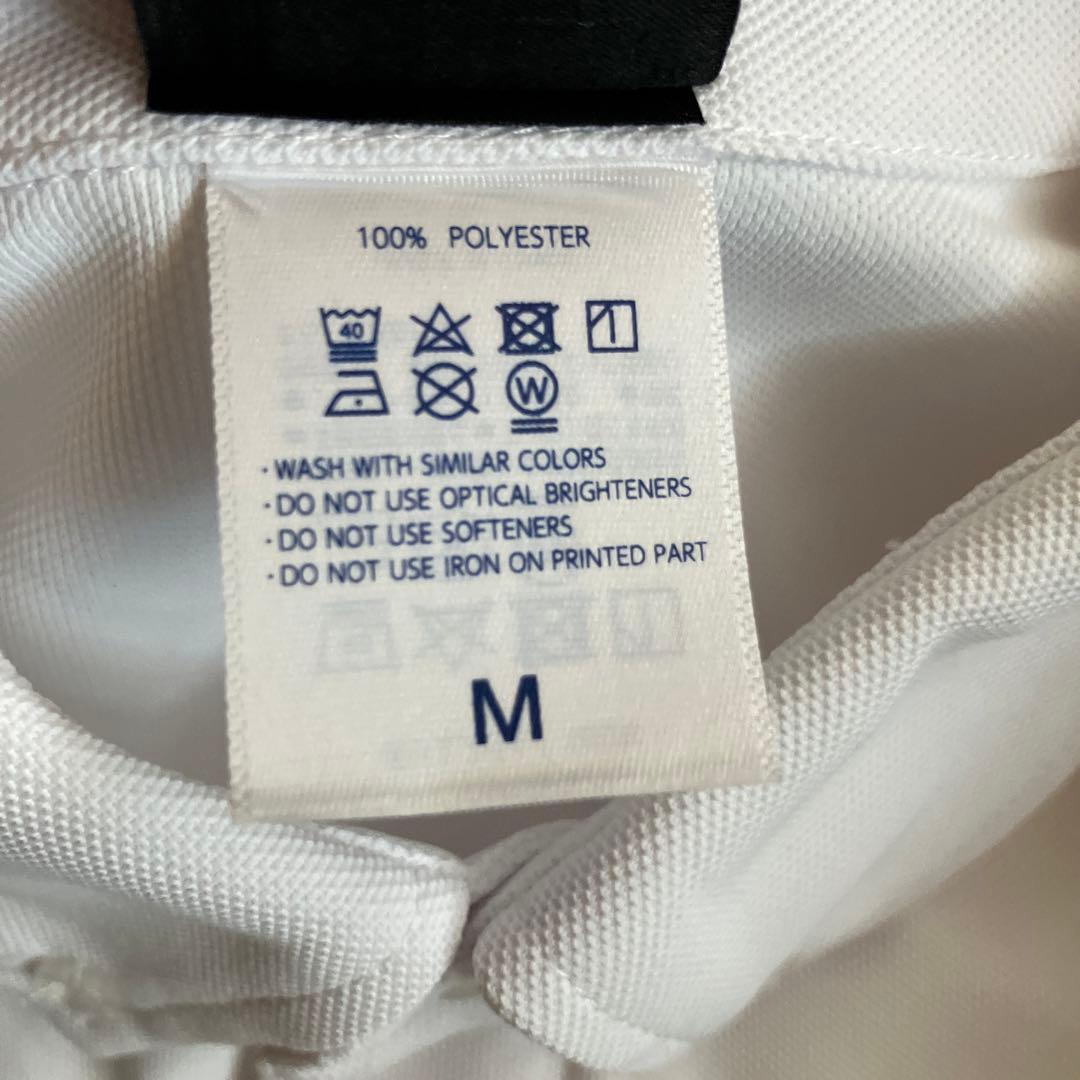 100% POLYESTER
40
W
· WASH WITH SIMILAR COLORS
· DO NOT USE OPTICAL BRIGHTENERS
· DO NOT USE SOFTENERS
· DO NOT USE IRON ON PRINTED PART
M